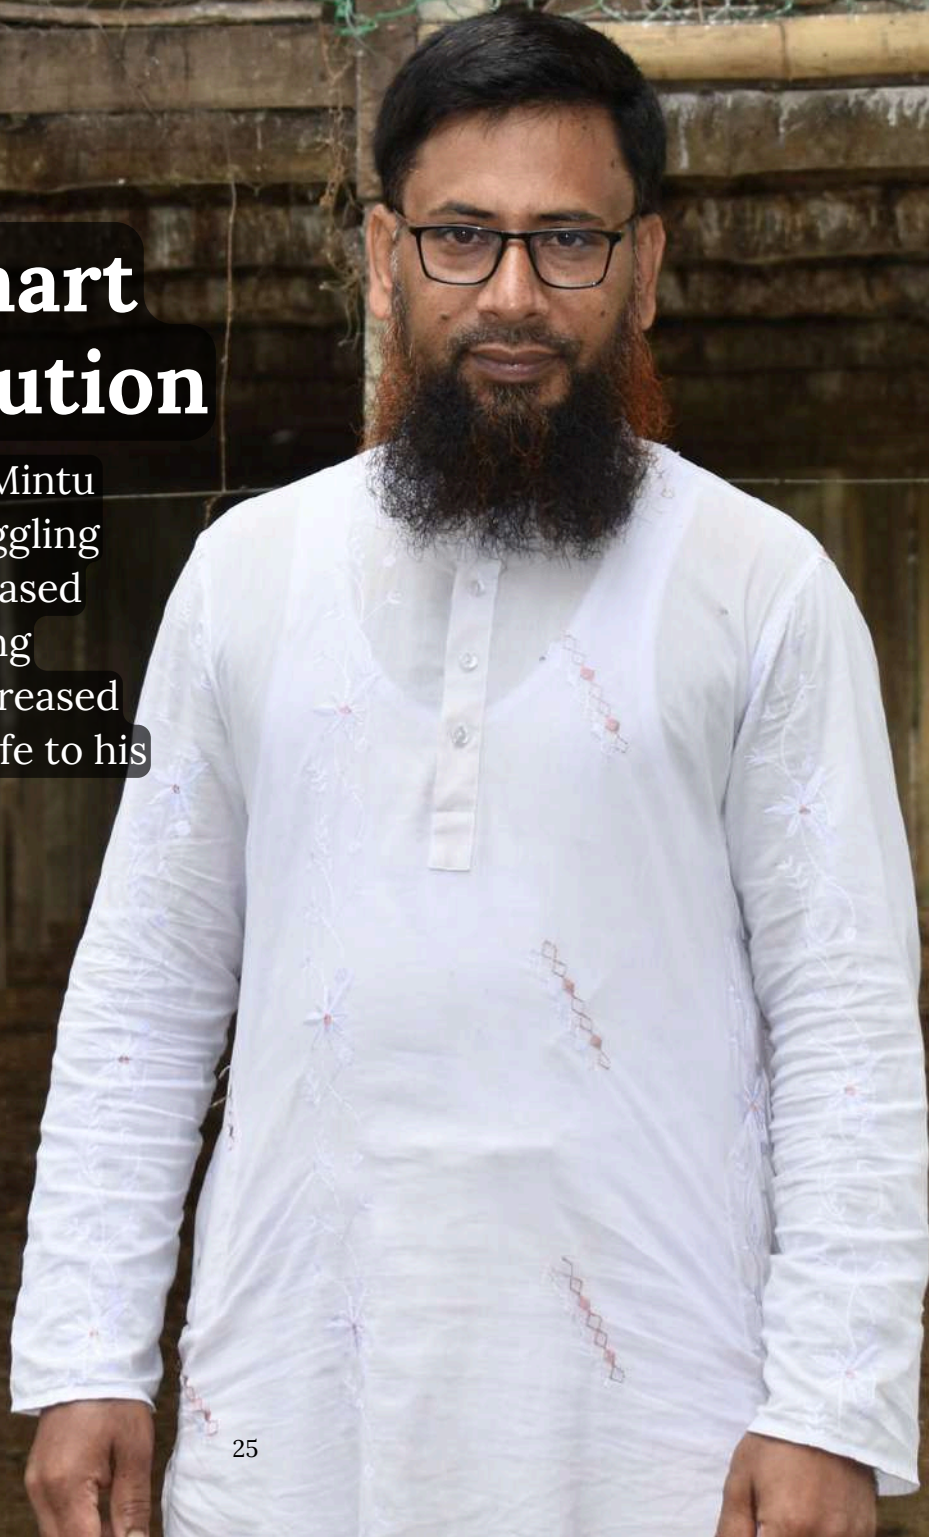 art
ution
Mintu
ggling
ased
ng
reased
fe to his
25